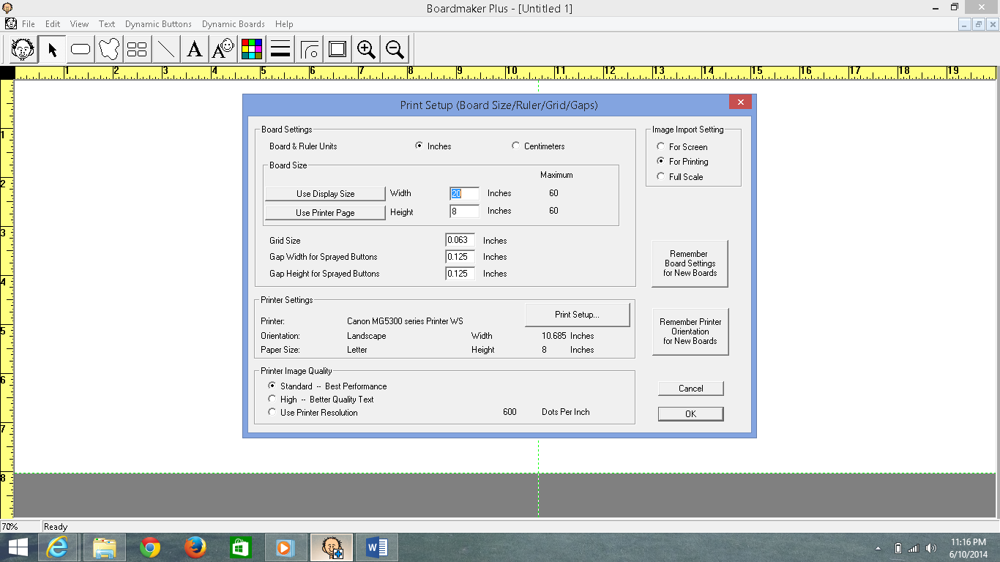 Boardmaker Plus - [Untitled 1]
File Edit View Text Dynamic Buttons Dynamic Boards Help
A A
1 2 3 4 5 6 7 8 9 10 11 12 13 14 15 16 17 18 19
Print Setup (Board Size/Ruler/Grid/Gaps)
Board Settings
Board & Ruler Units Inches Centimeters
Board Size
Maximum
Use Display Size Width 20 Inches 60
Use Printer Page Height 8 Inches 60
Grid Size 0.063 Inches
Gap Width for Sprayed Buttons 0.125 Inches
Gap Height for Sprayed Buttons 0.125 Inches
Image Import Setting
For Screen
For Printing
Full Scale
Remember
Board Settings
for New Boards
Printer Settings
Print Setup...
Printer: Canon MG5300 series Printer WS
Orientation: Landscape Width 10.685 Inches
Paper Size: Letter Height 8 Inches
Remember Printer
Orientation
for New Boards
Printer Image Quality
Standard -- Best Performance
High -- Better Quality Text
Use Printer Resolution 600 Dots Per Inch
Cancel
OK
1
2
3
4
5
6
7
8
70% Ready
11:16 PM
6/10/2014